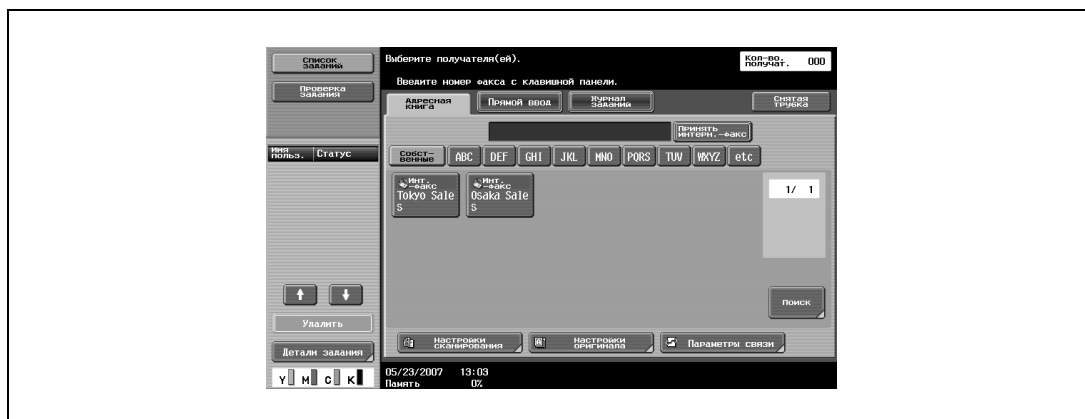 Список
заданий
Проверка
задания
Имя
польз.
Статус
Удалить
Детали задания
Y M C K
Выберите получателя(ей).
Кол-во.
получат.
000
Введите номер факса с клавишной панели.
Адресная
книга
Прямой ввод
Журнал
заданий
Снятая
трубка
Принять
интерн.-факс
Собст-
венные
ABC DEF GHI JKL MNO PQRS TUV WXYZ etc
Инт.
-факс
Tokyo Sale
s
Инт.
-факс
Osaka Sale
s
1/ 1
Поиск
Настройки
сканирования
Настройки
оригинала
Параметры связи
05/23/2007 13:03
Память 0%